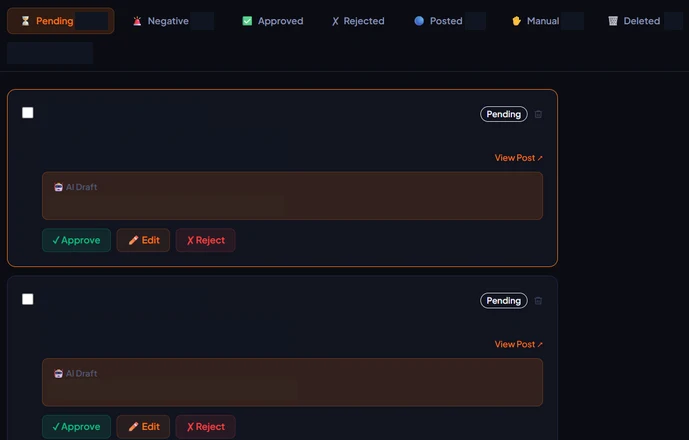 Pending Negative Approved Rejected Posted Manual Deleted
Pending
View Post ↗
AI Draft
✓ Approve Edit ✗ Reject
Pending
View Post ↗
AI Draft
✓ Approve Edit ✗ Reject